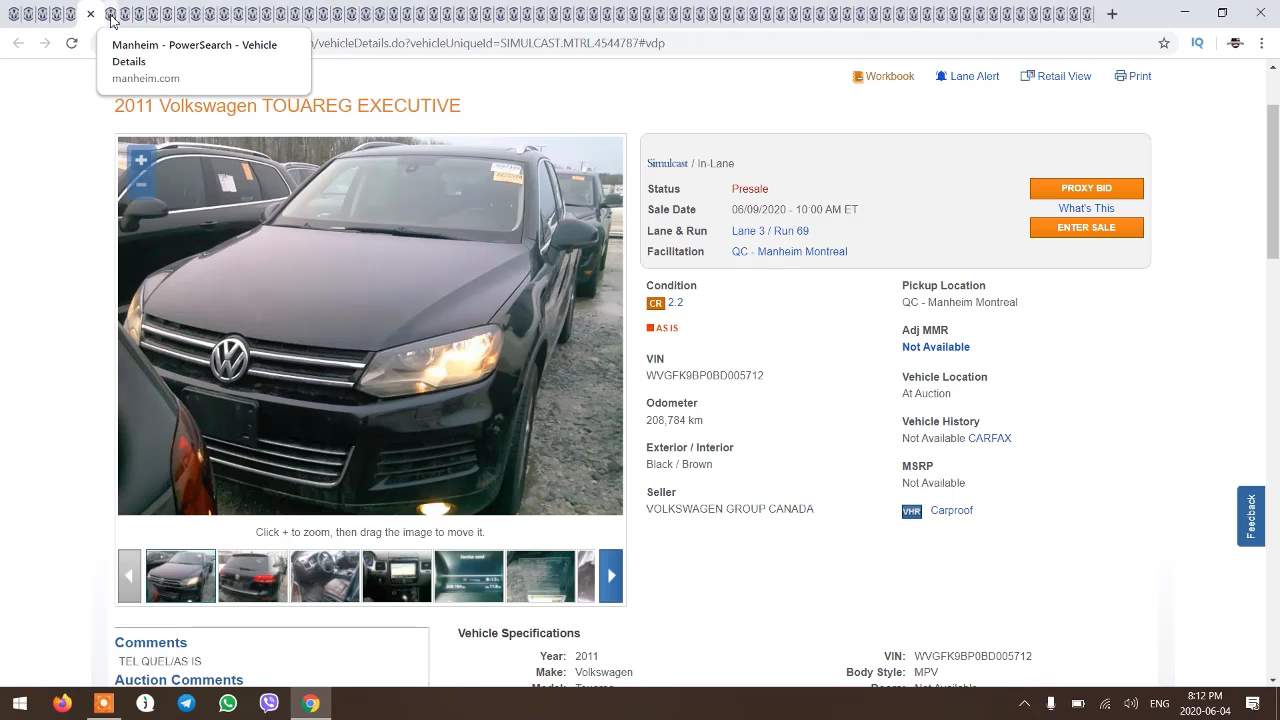 /vehicleDetails.do?vehicleUniqueId=SIMULCAST.MTRL.4544787#vdp
Manheim - PowerSearch - Vehicle
Details
manheim.com
Workbook
Lane Alert
Retail View
Print
2011 Volkswagen TOUAREG EXECUTIVE
Simulcast / In-Lane
Status Presale
PROXY BID
Sale Date 06/09/2020 - 10:00 AM ET
What's This
Lane & Run Lane 3 / Run 69
ENTER SALE
Facilitation QC - Manheim Montreal
Condition
CR 2.2
AS IS
VIN
WVGFK9BP0BD005712
Odometer
208,784 km
Exterior / Interior
Black / Brown
Seller
VOLKSWAGEN GROUP CANADA
Pickup Location
QC - Manheim Montreal
Adj MMR
Not Available
Vehicle Location
At Auction
Vehicle History
Not Available CARFAX
MSRP
Not Available
VHR Carproof
Feedback
Click + to zoom, then drag the image to move it.
Comments
TEL QUEL/AS IS
Auction Comments
Vehicle Specifications
Year: 2011
Make: Volkswagen
VIN: WVGFK9BP0BD005712
Body Style: MPV
ENG
8:12 PM
2020-06-04